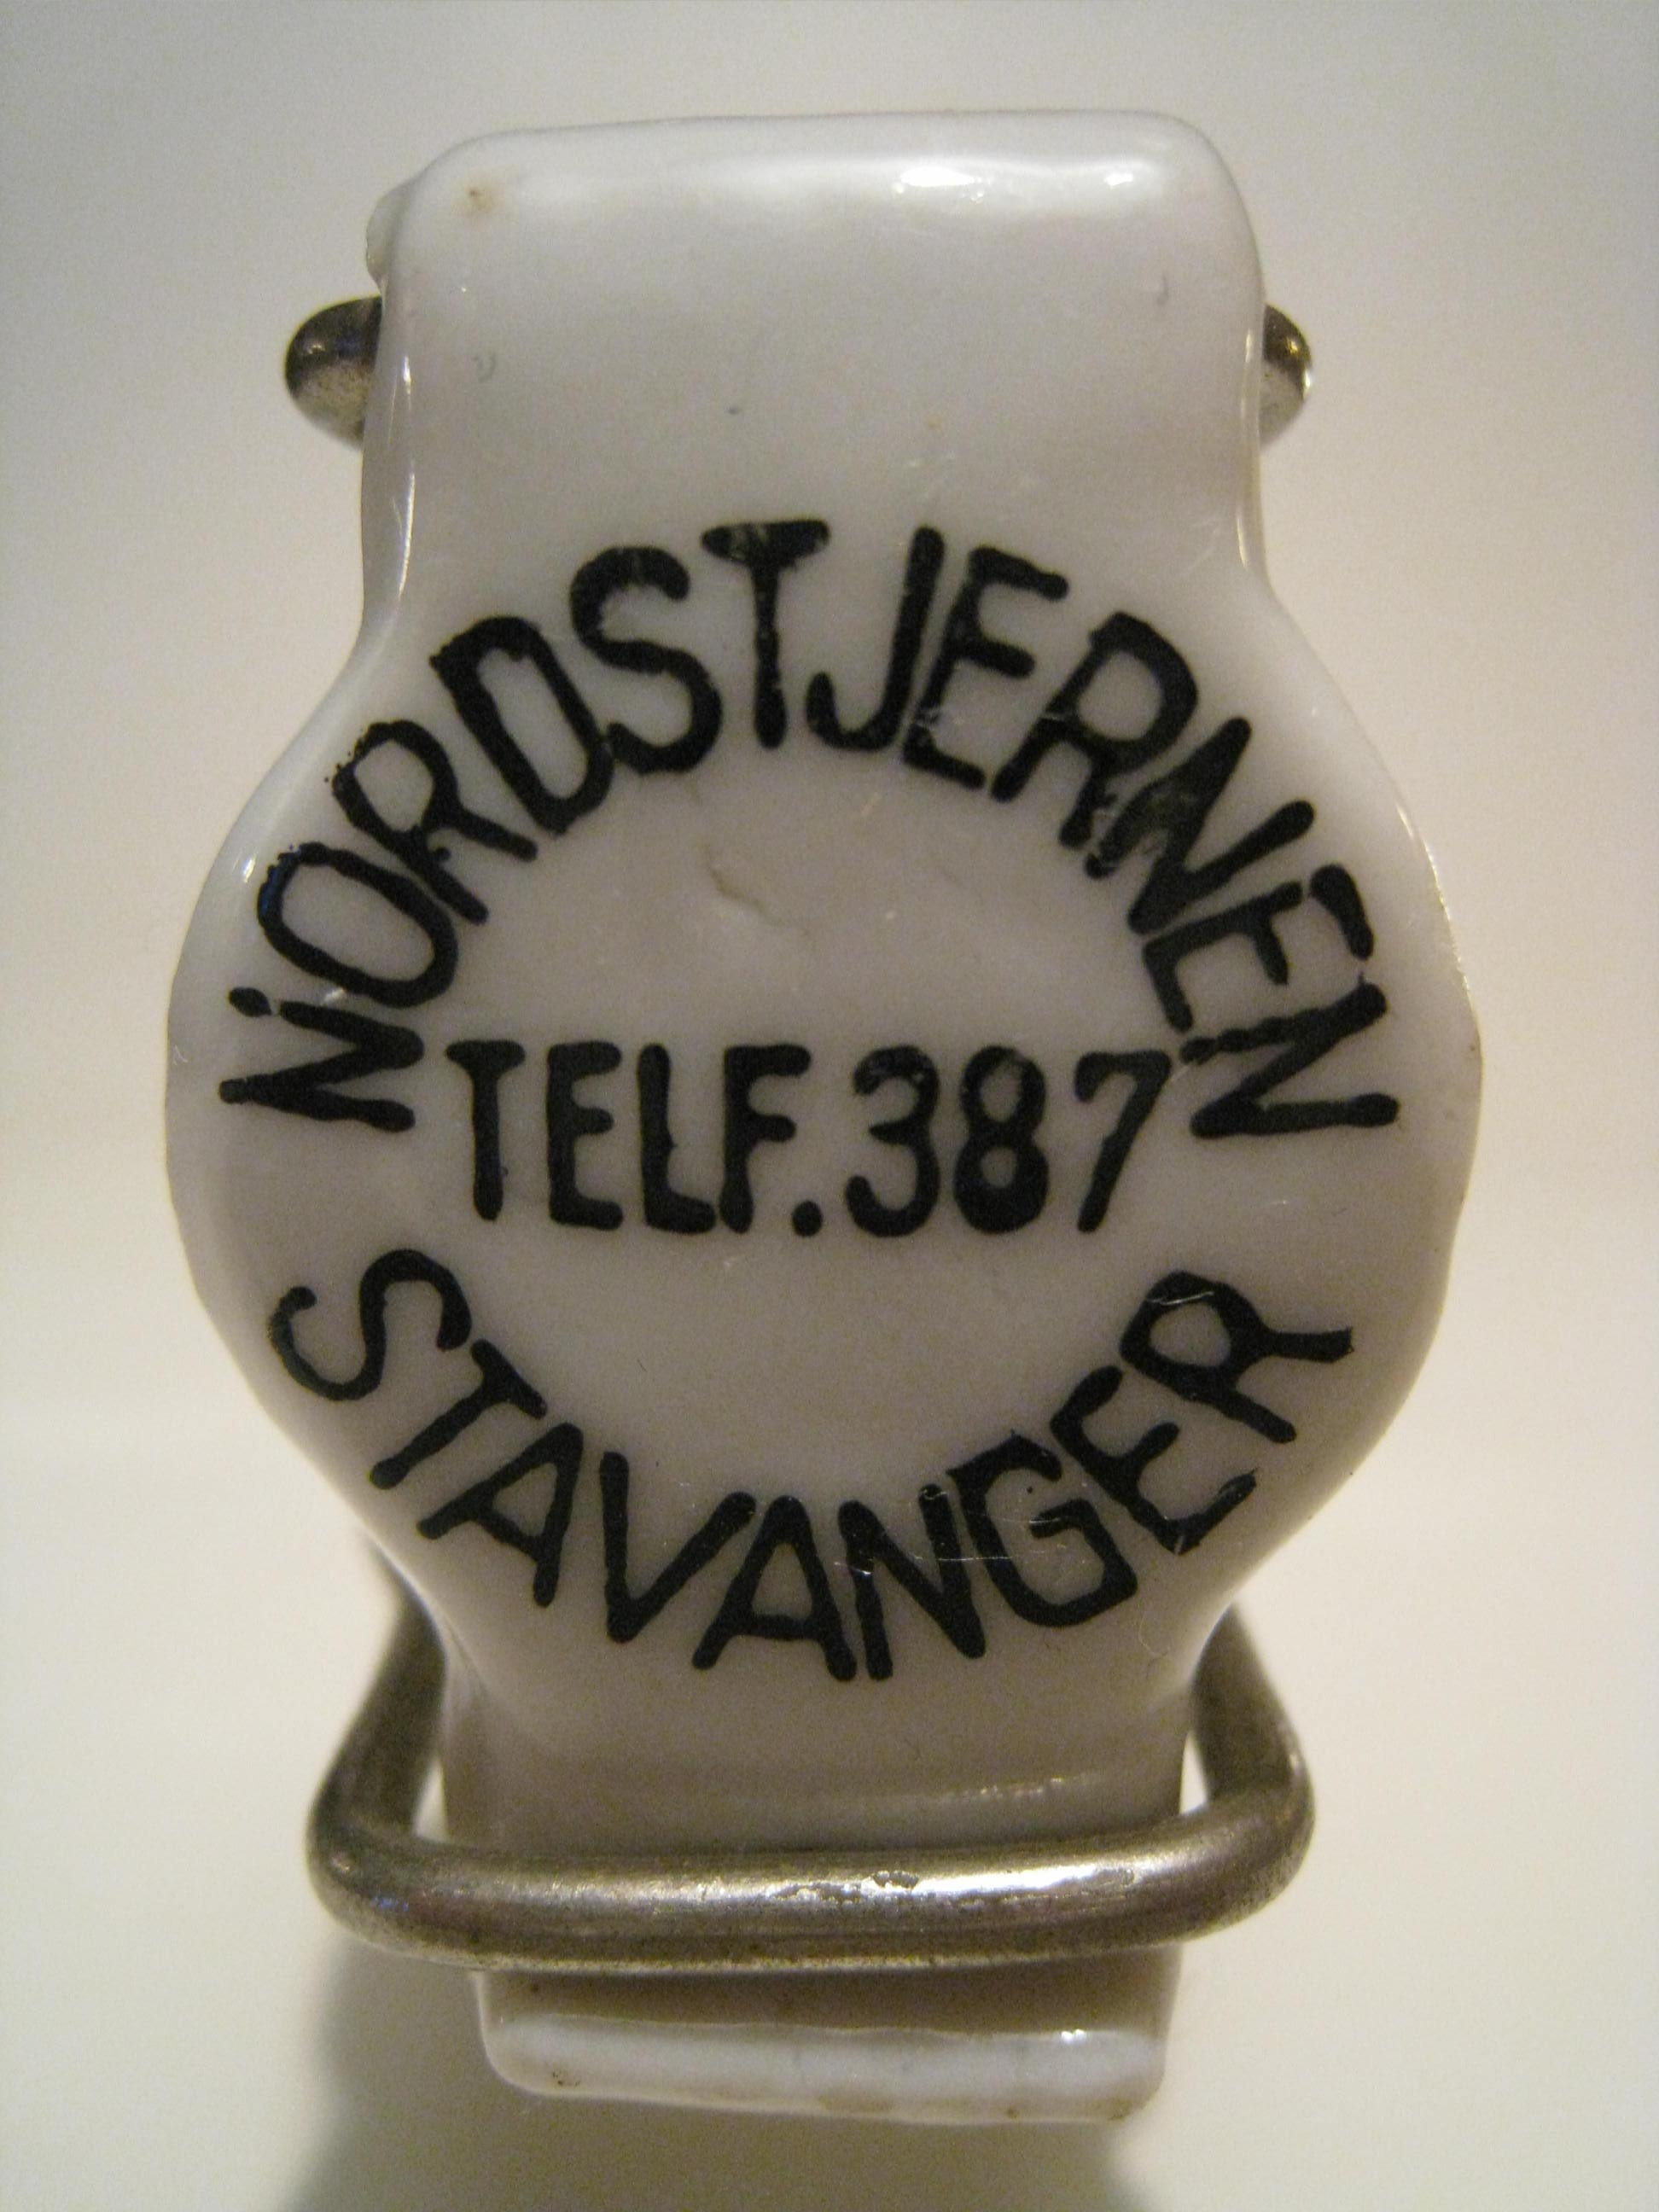 NORDSTJERNEN
TELF. 387
STAVANGER